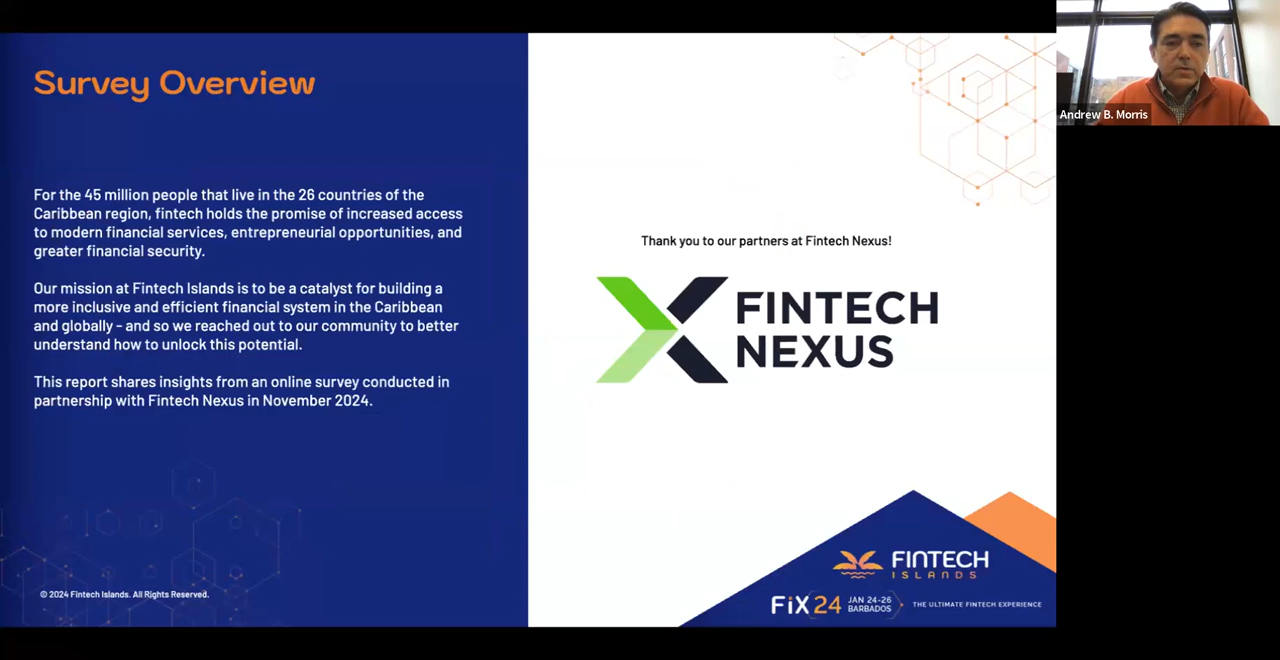 Survey Overview
For the 45 million people that live in the 26 countries of the
Caribbean region, fintech holds the promise of increased access
to modern financial services, entrepreneurial opportunities, and
greater financial security.
Our mission at Fintech Islands is to be a catalyst for building a
more inclusive and efficient financial system in the Caribbean
and globally - and so we reached out to our community to better
understand how to unlock this potential.
This report shares insights from an online survey conducted in
partnership with Fintech Nexus in November 2024.
© 2024 Fintech Islands. All Rights Reserved.
Thank you to our partners at Fintech Nexus!
FINTECH
NEXUS
FINTECH
ISLANDS
FiX 24
JAN 24-26
BARBADOS
THE ULTIMATE FINTECH EXPERIENCE
Andrew B. Morris